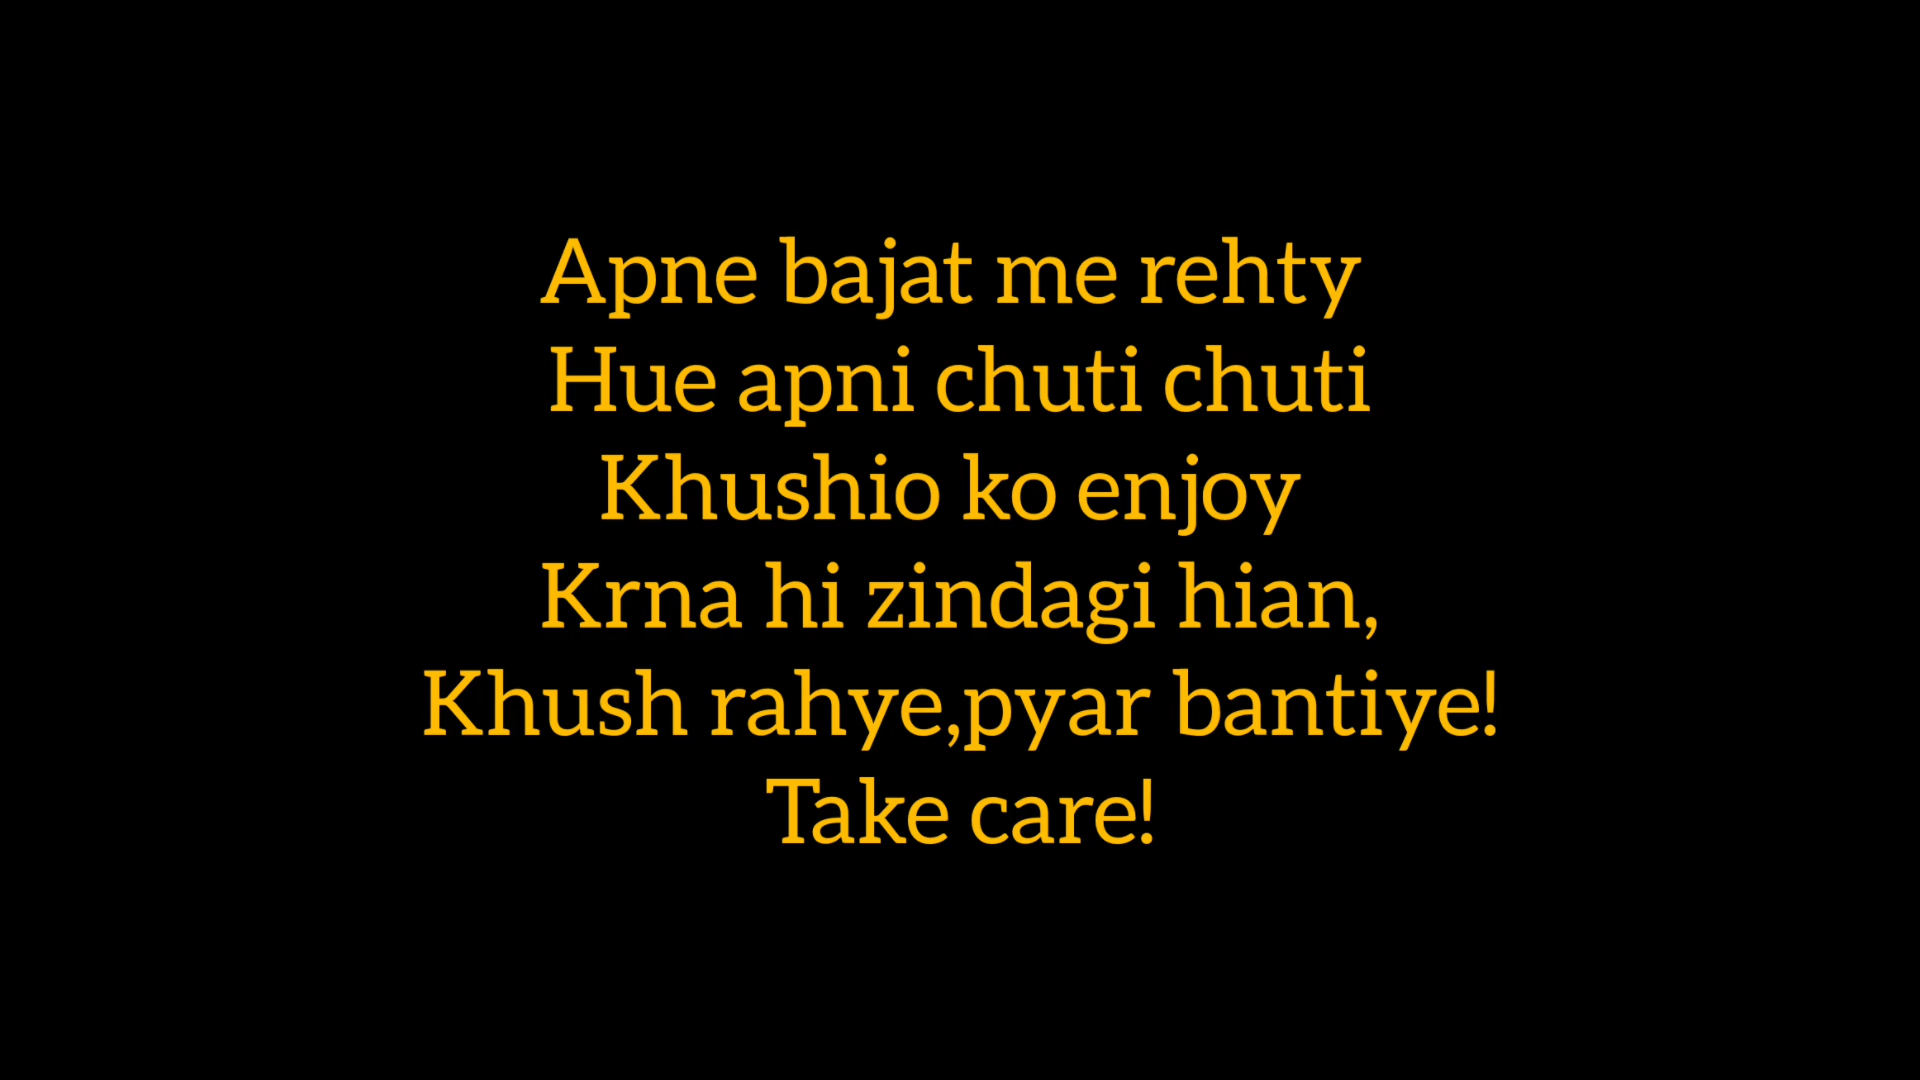 Apne bajat me rehty
Hue apni chuti chuti
Khushio ko enjoy
Krna hi zindagi hian,
Khush rahye,pyar bantiye!
Take care!